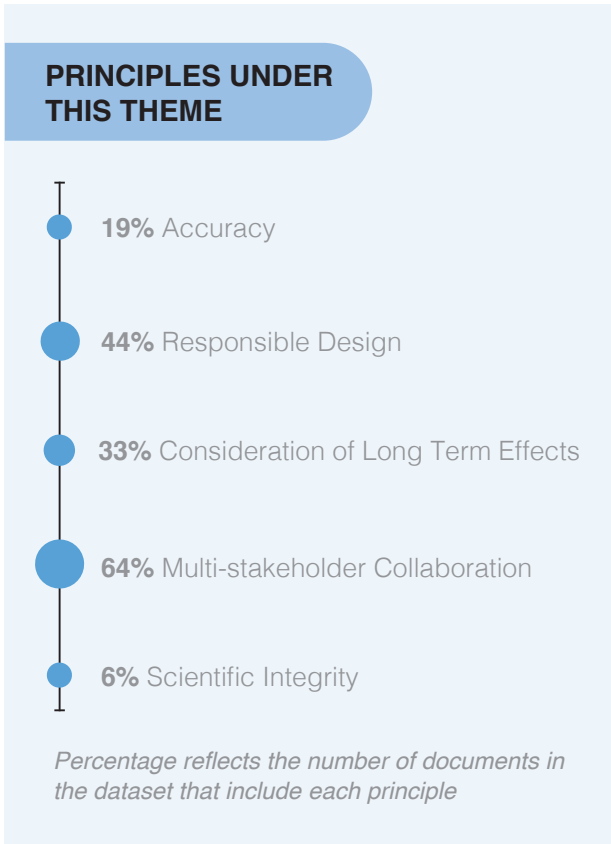 PRINCIPLES UNDER
THIS THEME
19% Accuracy
44% Responsible Design
33% Consideration of Long Term Effects
64% Multi-stakeholder Collaboration
6% Scientific Integrity
Percentage reflects the number of documents in
the dataset that include each principle